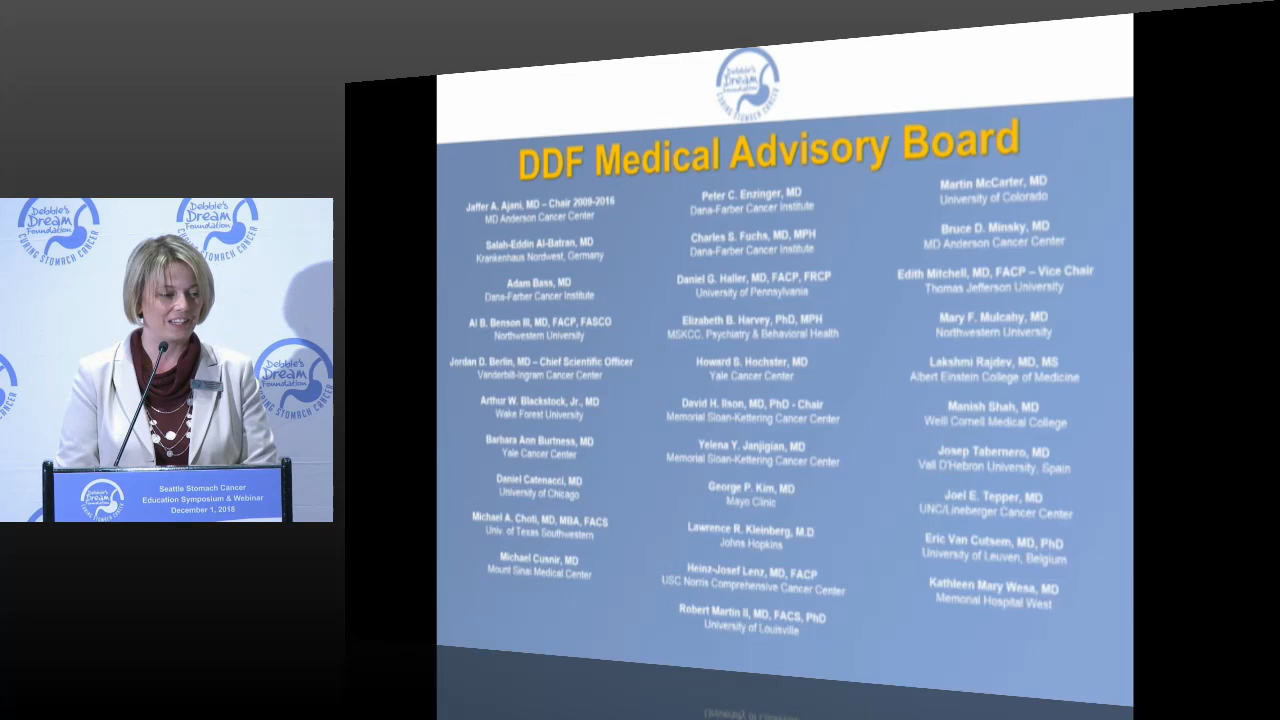 Debbie's
Dream
Foundation
CURING STOMACH CANCER
DDF Medical Advisory Board
Jaffer A. Ajani, MD – Chair 2009-2016
MD Anderson Cancer Center
Salah-Eddin Al-Batran, MD
Krankenhaus Nordwest, Germany
Adam Bass, MD
Dana-Farber Cancer Institute
Al B. Benson III, MD, FACP, FASCO
Northwestern University
Jordan D. Berlin, MD – Chief Scientific Officer
Vanderbilt-Ingram Cancer Center
Arthur W. Blackstock, Jr., MD
Wake Forest University
Barbara Ann Burtness, MD
Yale Cancer Center
Daniel Catenacci, MD
University of Chicago
Michael A. Choti, MD, MBA, FACS
Univ. of Texas Southwestern
Michael Cusnir, MD
Mount Sinai Medical Center
Peter C. Enzinger, MD
Dana-Farber Cancer Institute
Charles S. Fuchs, MD, MPH
Dana-Farber Cancer Institute
Daniel G. Haller, MD, FACP, FRCP
University of Pennsylvania
Elizabeth B. Harvey, PhD, MPH
MSKCC, Psychiatry & Behavioral Health
Howard S. Hochster, MD
Yale Cancer Center
David H. Ilson, MD, PhD - Chair
Memorial Sloan-Kettering Cancer Center
Yelena Y. Janjigian, MD
Memorial Sloan-Kettering Cancer Center
George P. Kim, MD
Mayo Clinic
Lawrence R. Kleinberg, M.D
Johns Hopkins
Heinz-Josef Lenz, MD, FACP
USC Norris Comprehensive Cancer Center
Robert Martin II, MD, FACS, PhD
University of Louisville
Martin McCarter, MD
University of Colorado
Bruce D. Minsky, MD
MD Anderson Cancer Center
Edith Mitchell, MD, FACP – Vice Chair
Thomas Jefferson University
Mary F. Mulcahy, MD
Northwestern University
Lakshmi Rajdev, MD, MS
Albert Einstein College of Medicine
Manish Shah, MD
Weill Cornell Medical College
Josep Tabernero, MD
Vall D'Hebron University, Spain
Joel E. Tepper, MD
UNC/Lineberger Cancer Center
Eric Van Cutsem, MD, PhD
University of Leuven, Belgium
Kathleen Mary Wesa, MD
Memorial Hospital West
Debbie's
Dream
Foundation
CURING STOMACH CANCER
Debbie's
Dream
Foundation
Debbie's
Dream
Foundation
CURING STOMACH CANCER
Seattle Stomach Cancer
Education Symposium & Webinar
December 1, 2018